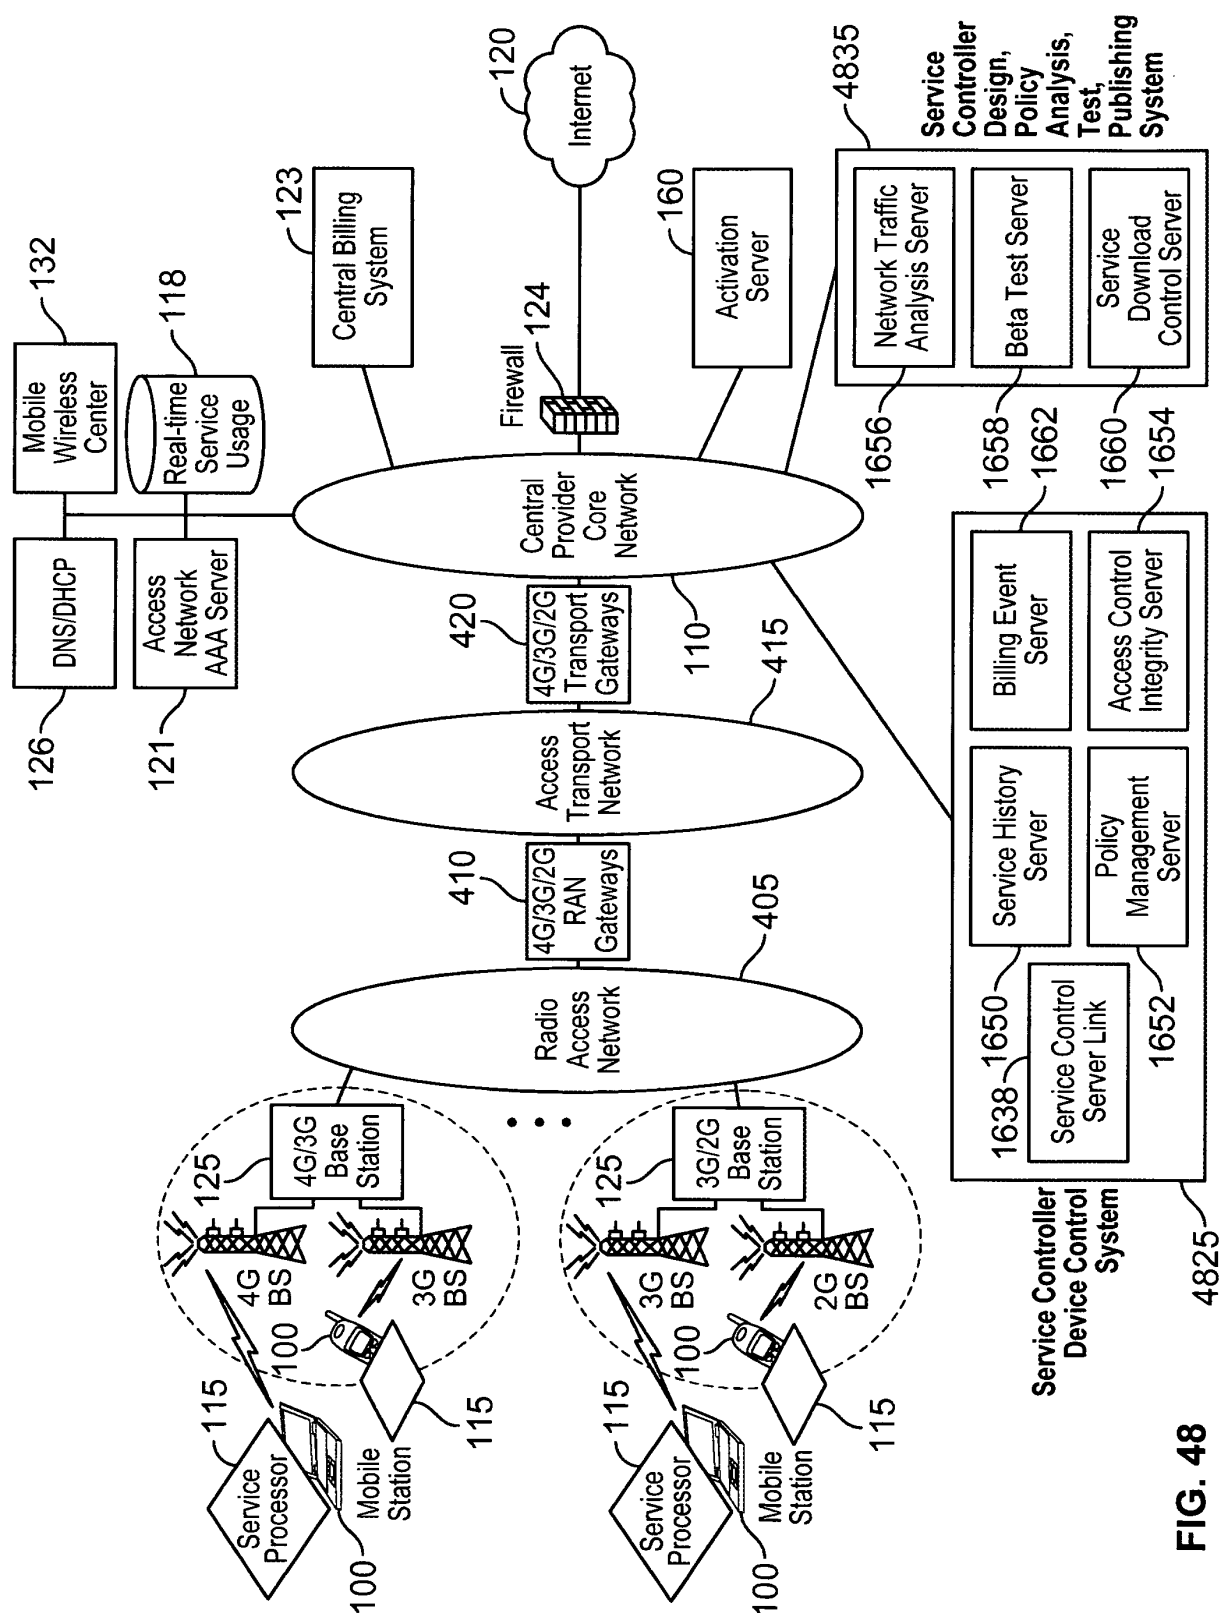 126
DNS/DHCP
Mobile
Wireless
Center
132
121
Access
Network
AAA Server
Real-time
Service
Usage
118
Central Billing
System
123
Service
Processor
115
100
Mobile
Station
115
100
4G
BS
3G
BS
125
4G/3G
Base
Station
Radio
Access
Network
405
410
4G/3G/2G
RAN
Gateways
Access
Transport
Network
415
420
4G/3G/2G
Transport
Gateways
Central
Provider
Core
Network
110
Firewall
124
Internet
120
Service
Processor
115
100
Mobile
Station
115
100
3G
BS
2G
BS
125
3G/2G
Base
Station
Activation
Server
160
Service Controller
Device Control
System
4825
1638
Service Control
Server Link
1650
Service History
Server
1652
Policy
Management
Server
Billing Event
Server
1662
Access Control
Integrity Server
1654
4835
Service
Controller
Design,
Policy
Analysis,
Test,
Publishing
System
1656
Network Traffic
Analysis Server
1658
Beta Test Server
1660
Service
Download
Control Server
FIG. 48